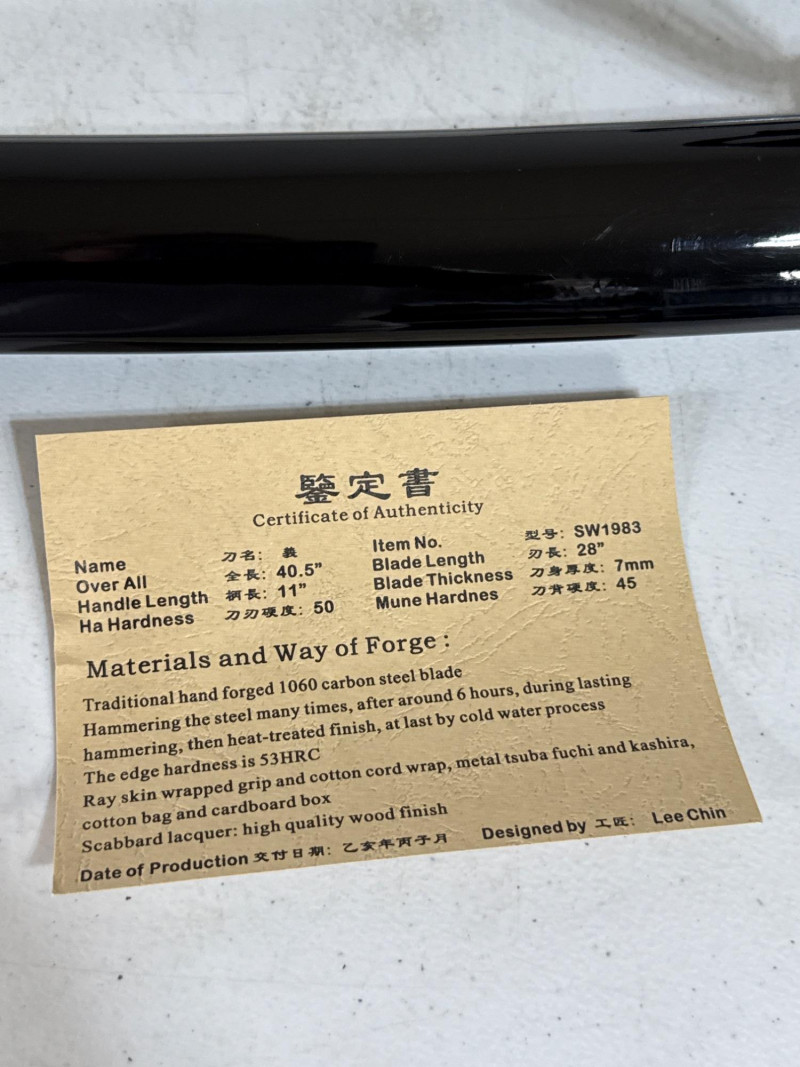 鑒定書
Certificate of Authenticity
Name 刀名: 義 Item No. 型号: SW1983
Over All 全長: 40.5" Blade Length 刃長: 28"
Handle Length 柄長: 11" Blade Thickness 刀身厚度: 7mm
Ha Hardness 刀刃硬度: 50 Mune Hardnes 刀背硬度: 45
Materials and Way of Forge :
Traditional hand forged 1060 carbon steel blade
Hammering the steel many times, after around 6 hours, during lasting
hammering, then heat-treated finish, at last by cold water process
The edge hardness is 53HRC
Ray skin wrapped grip and cotton cord wrap, metal tsuba fuchi and kashira,
cotton bag and cardboard box
Scabbard lacquer: high quality wood finish
Date of Production 交付日期: 乙亥年丙子月 Designed by 工匠: Lee Chin